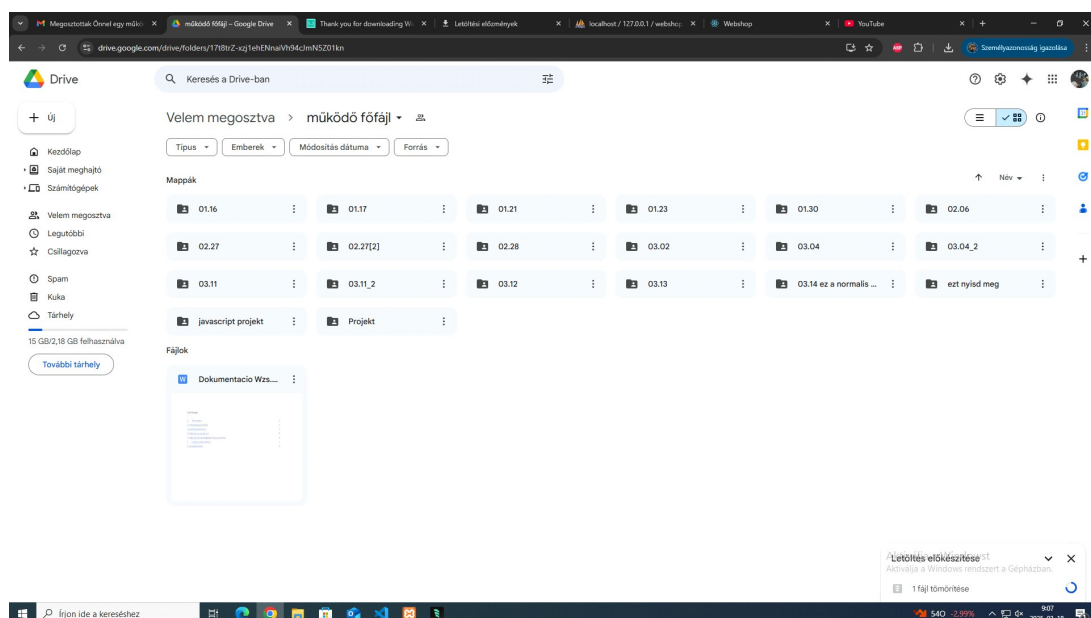 Megosztottak Önnel egy műkö
működő főfájl – Google Drive
Thank you for downloading Wi
Letöltési előzmények
localhost / 127.0.0.1 / webshop
Webshop
YouTube
drive.google.com/drive/folders/17t8trZ-xzj1ehENnaiVh94cJmN5Z01kn
ABP
Személyazonosság igazolása
Drive
Keresés a Drive-ban
Új
Velem megosztva > működő főfájl
Típus
Emberek
Módosítás dátuma
Forrás
Kezdőlap
Saját meghajtó
Számítógépek
Velem megosztva
Legutóbbi
Csillagozva
Spam
Kuka
Tárhely
15 GB/2,18 GB felhasználva
További tárhely
Mappák
Név
01.16
01.17
01.21
01.23
01.30
02.06
02.27
02.27[2]
02.28
03.02
03.04
03.04_2
03.11
03.11_2
03.12
03.13
03.14 ez a normalis ...
ezt nyisd meg
javascript projekt
Projekt
Fájlok
W Dokumentacio Wzs....
Letöltés előkészítése
Aktiválja a Windows rendszert a Gépházban.
1 fájl tömörítése
Írjon ide a kereséshez
540 -2.99%
9:07